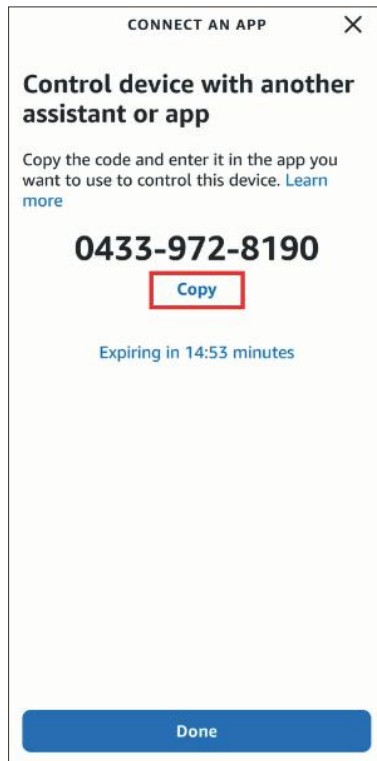 CONNECT AN APP
Control device with another
assistant or app
Copy the code and enter it in the app you
want to use to control this device. Learn
more
0433-972-8190
Copy
Expiring in 14:53 minutes
Done